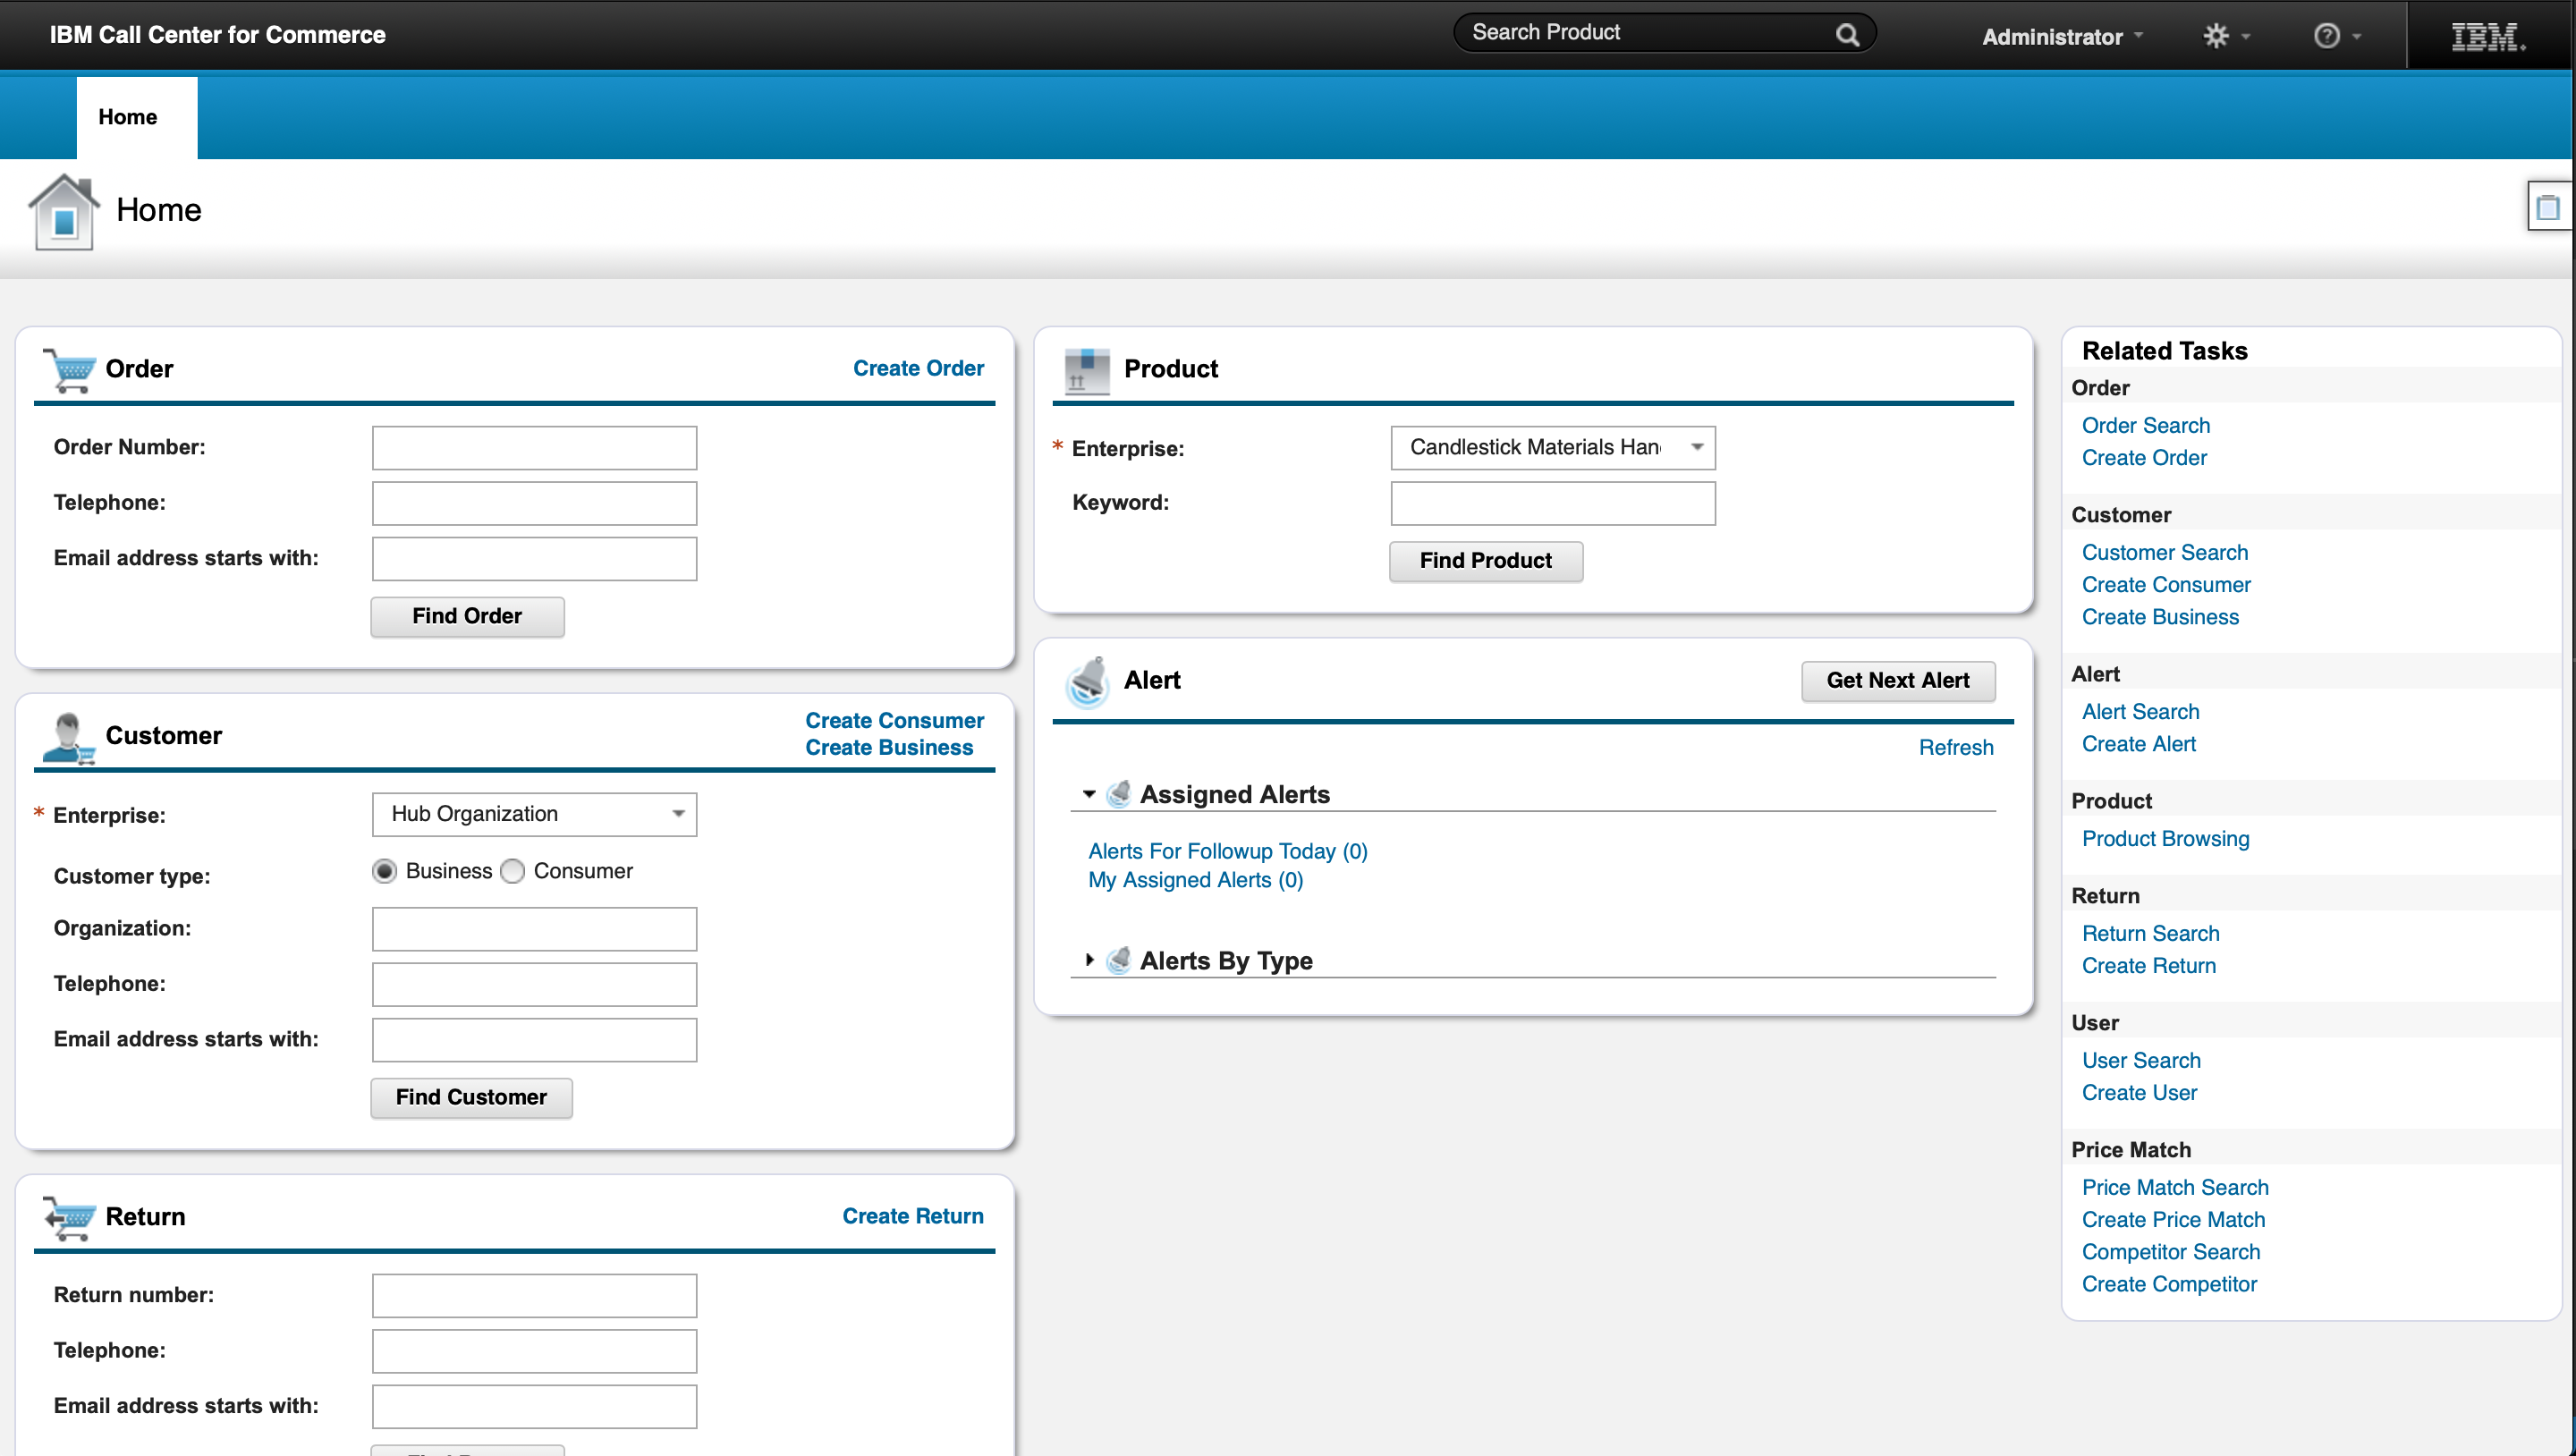 IBM Call Center for Commerce
Search Product
Administrator
IBM
Home
Home
Order
Create Order
Order Number:
Telephone:
Email address starts with:
Find Order
Customer
Create Consumer
Create Business
* Enterprise:
Hub Organization
Customer type:
Business
Consumer
Organization:
Telephone:
Email address starts with:
Find Customer
Return
Create Return
Return number:
Telephone:
Email address starts with:
Product
* Enterprise:
Candlestick Materials Han
Keyword:
Find Product
Alert
Get Next Alert
Refresh
Assigned Alerts
Alerts For Followup Today (0)
My Assigned Alerts (0)
Alerts By Type
Related Tasks
Order
Order Search
Create Order
Customer
Customer Search
Create Consumer
Create Business
Alert
Alert Search
Create Alert
Product
Product Browsing
Return
Return Search
Create Return
User
User Search
Create User
Price Match
Price Match Search
Create Price Match
Competitor Search
Create Competitor